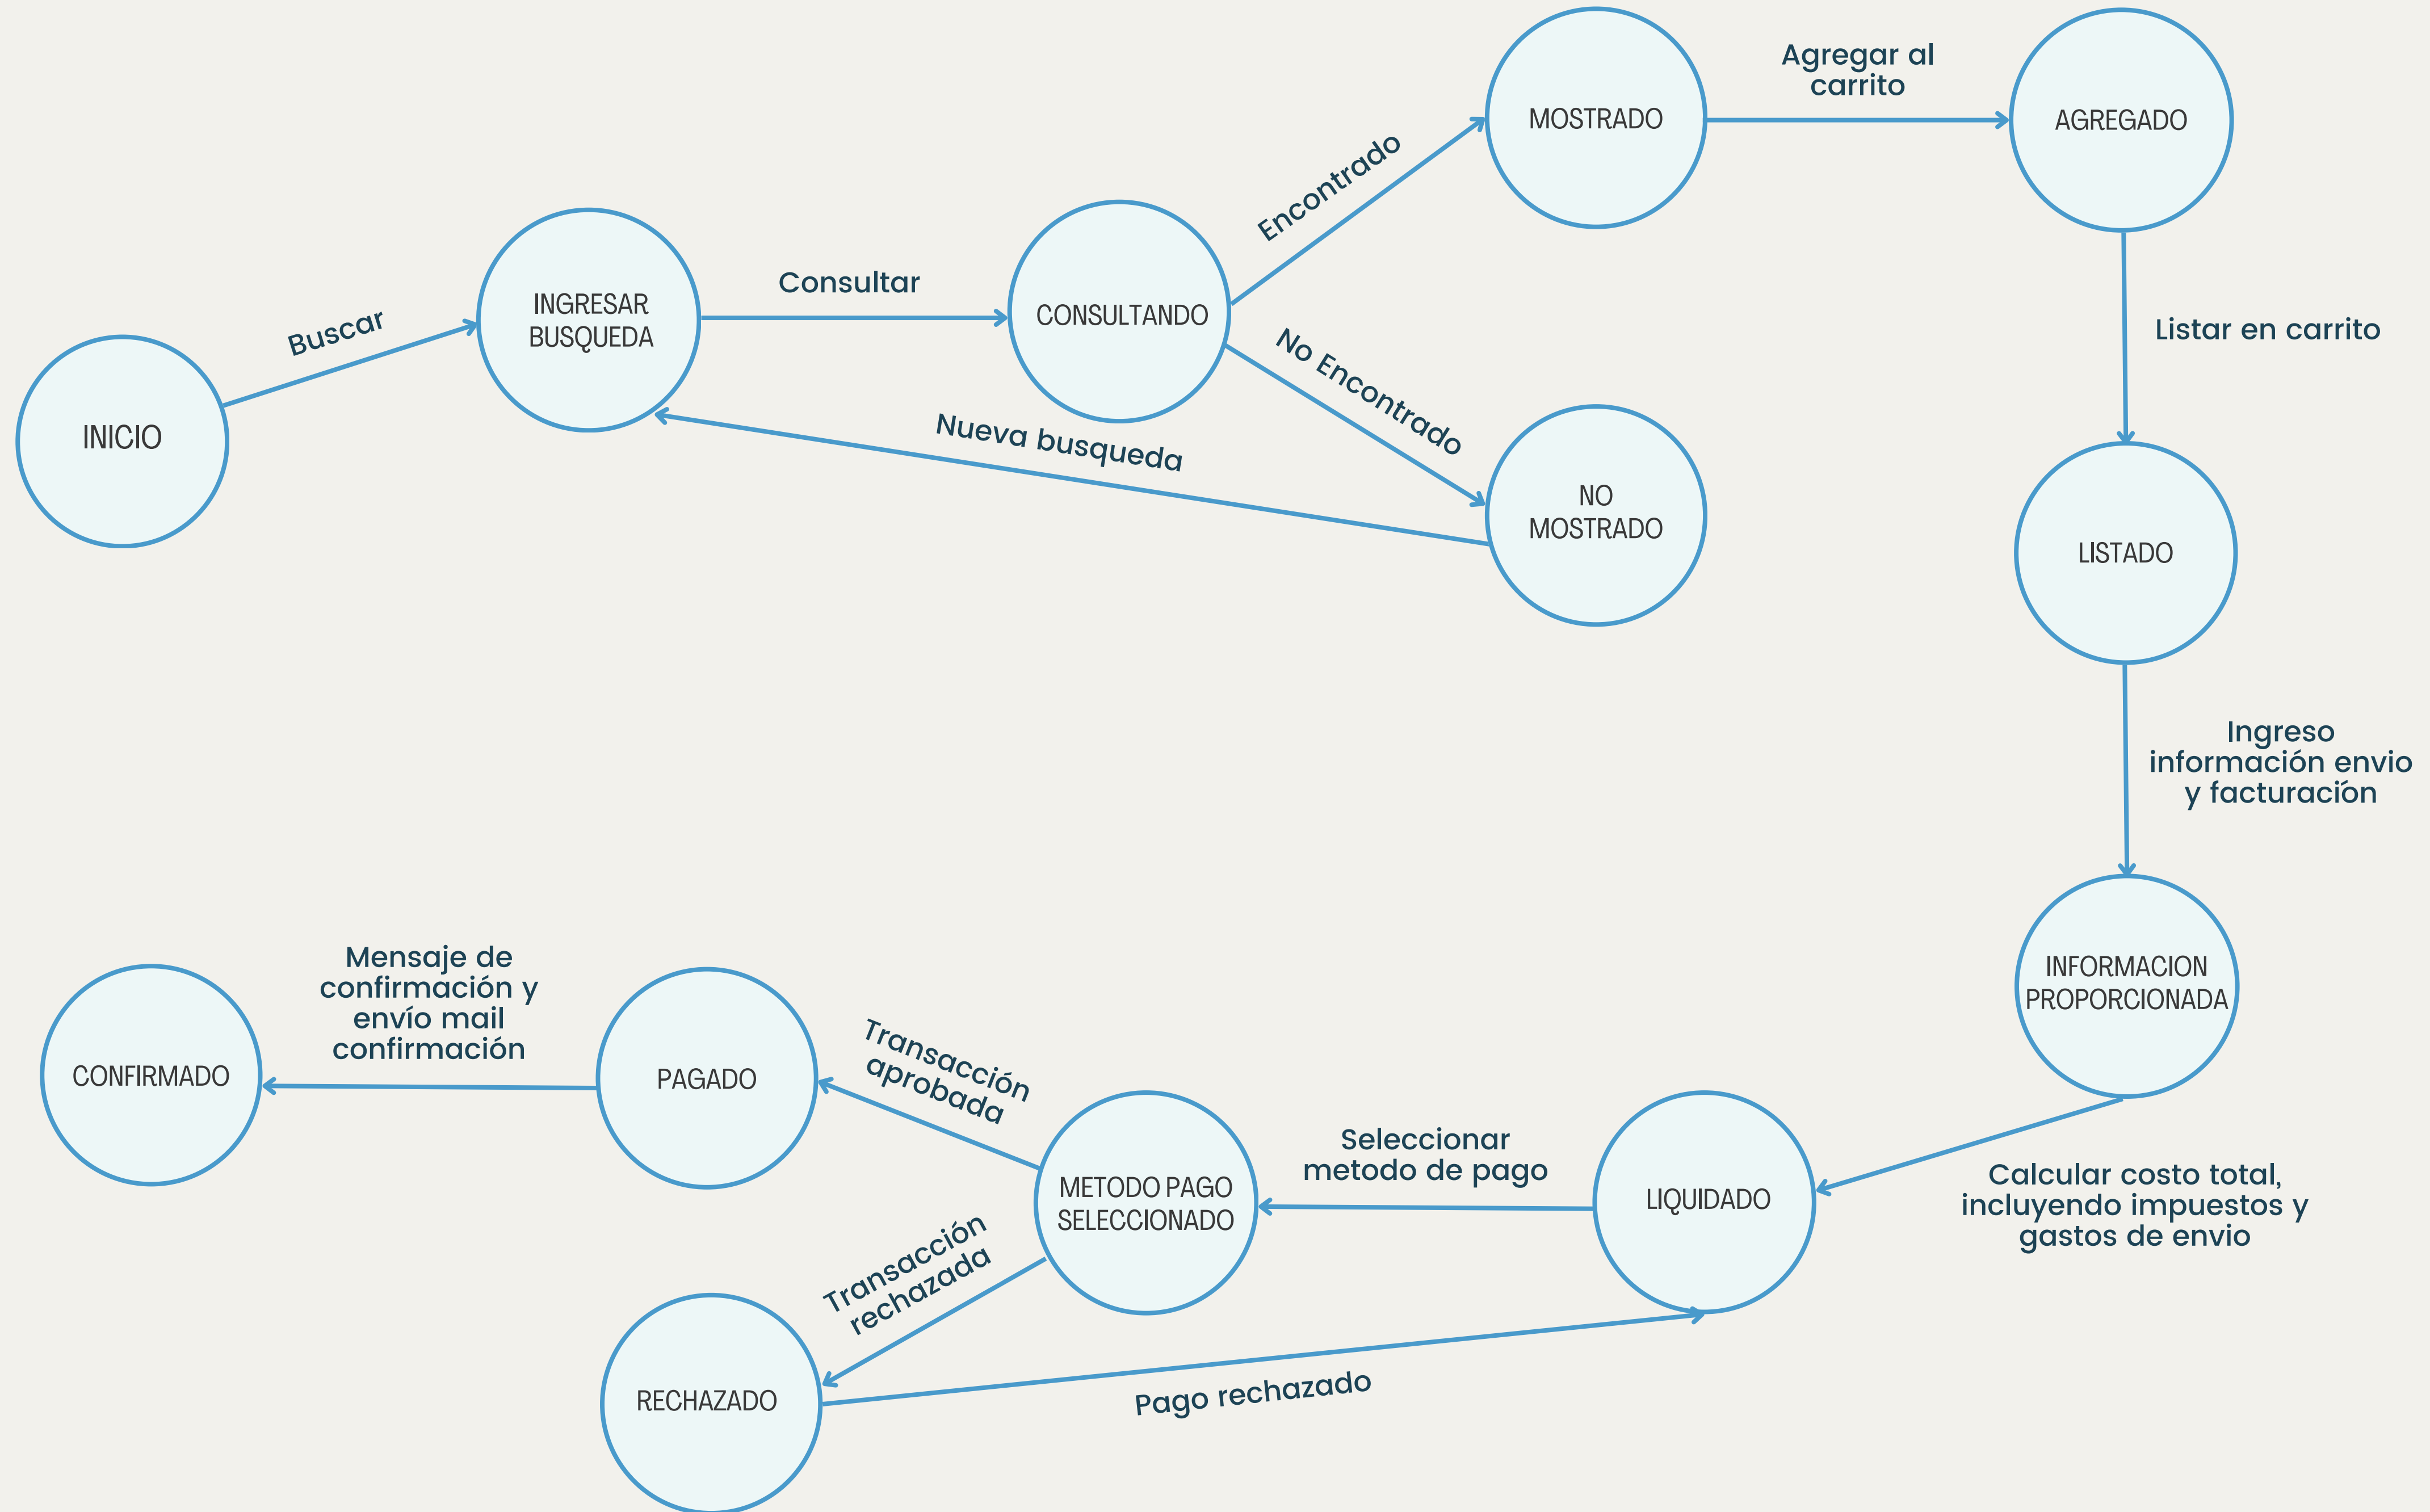 INICIO
Buscar
INGRESAR
BUSQUEDA
Consultar
CONSULTANDO
Encontrado
MOSTRADO
Agregar al
carrito
AGREGADO
No Encontrado
NO
MOSTRADO
Nueva busqueda
Listar en carrito
LISTADO
Ingreso
información envio
y facturación
INFORMACION
PROPORCIONADA
Calcular costo total,
incluyendo impuestos y
gastos de envio
LIQUIDADO
Seleccionar
metodo de pago
METODO PAGO
SELECCIONADO
Transacción
aprobada
PAGADO
Mensaje de
confirmación y
envío mail
confirmación
CONFIRMADO
Transacción
rechazada
RECHAZADO
Pago rechazado